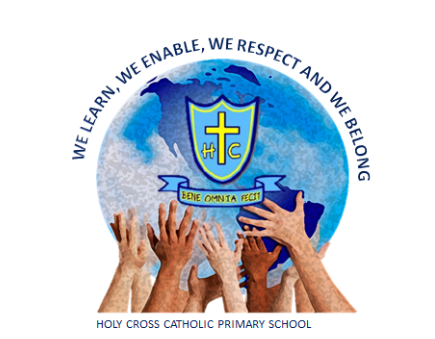 WE LEARN, WE ENABLE, WE RESPECT AND WE BELONG
H C
BENE OMNIA FECIT
HOLY CROSS CATHOLIC PRIMARY SCHOOL